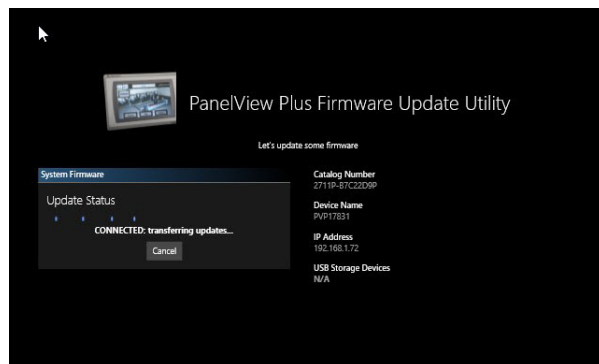 PanelView Plus Firmware Update Utility
Let's update some firmware
System Firmware
Update Status
CONNECTED: transferring updates...
Cancel
Catalog Number
2711P-B7C22D9P
Device Name
PVP17831
IP Address
192.168.1.72
USB Storage Devices
N/A